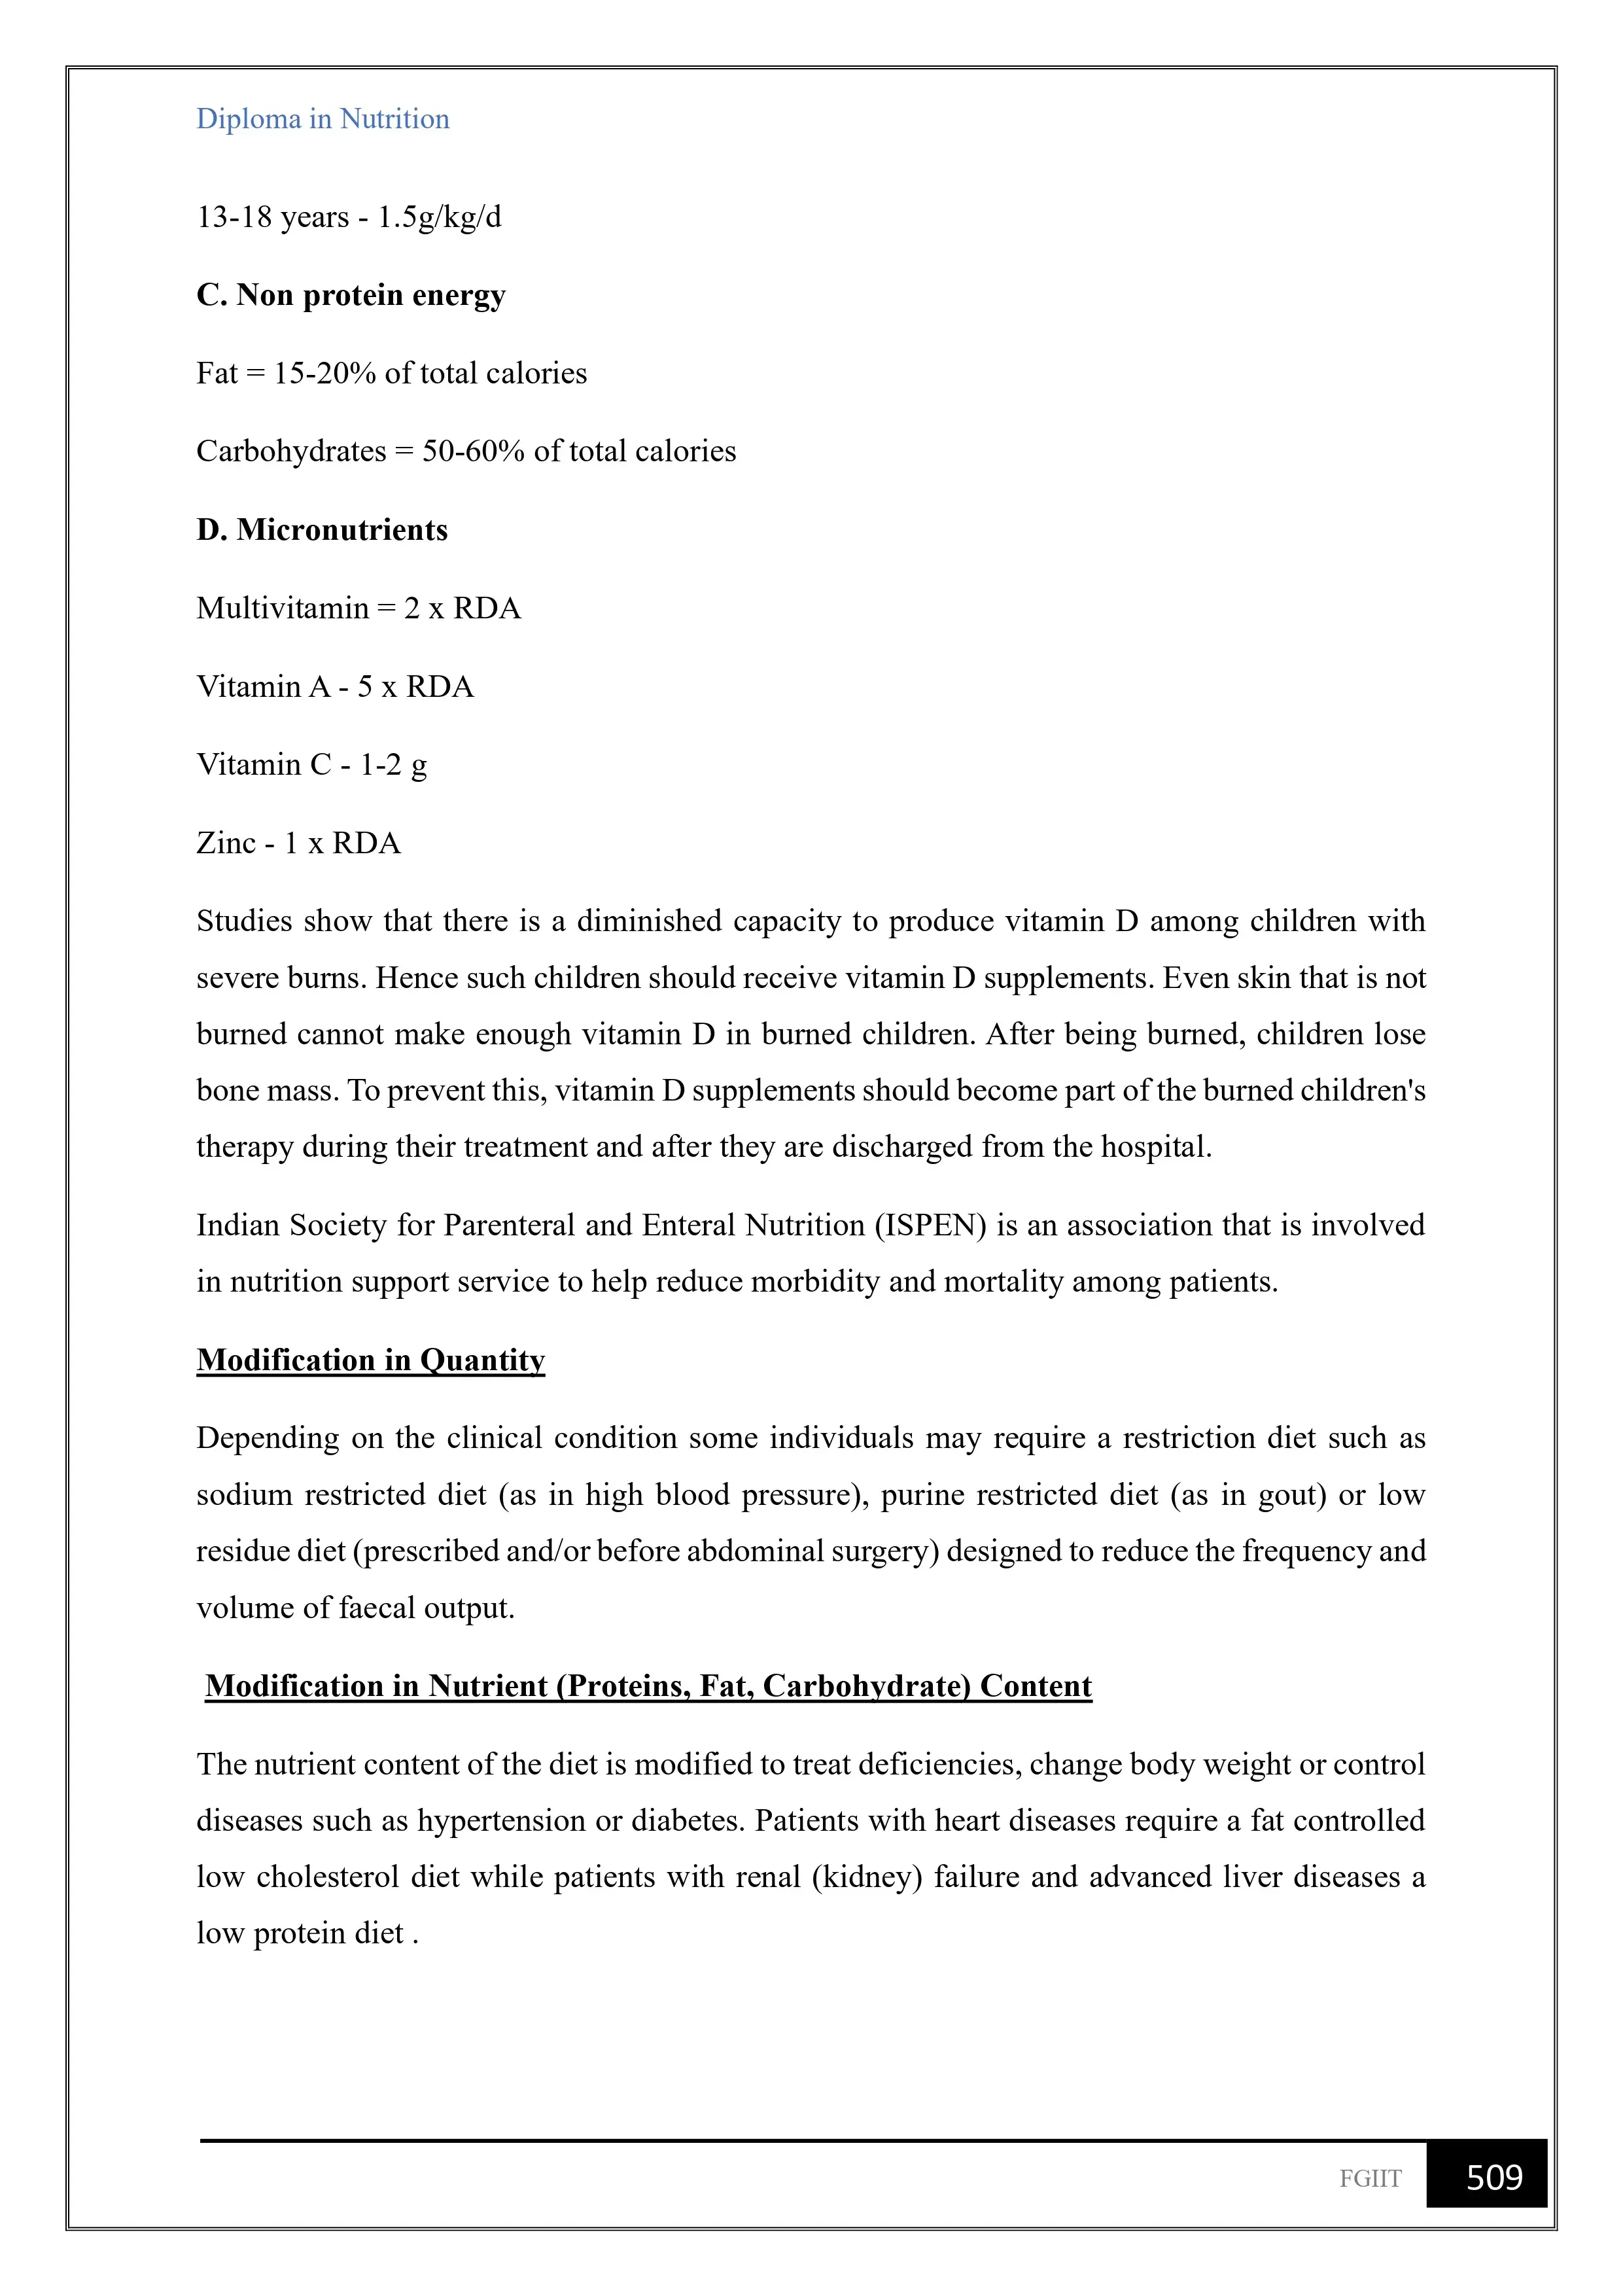 Diploma in Nutrition
13-18 years - 1.5g/kg/d
C. Non protein energy
Fat = 15-20% of total calories
Carbohydrates = 50-60% of total calories
D. Micronutrients
Multivitamin = 2 x RDA
Vitamin A - 5 x RDA
Vitamin C - 1-2 g
Zinc - 1 x RDA
Studies show that there is a diminished capacity to produce vitamin D among children with
severe burns. Hence such children should receive vitamin D supplements. Even skin that is not
burned cannot make enough vitamin D in burned children. After being burned, children lose
bone mass. To prevent this, vitamin D supplements should become part of the burned children's
therapy during their treatment and after they are discharged from the hospital.
Indian Society for Parenteral and Enteral Nutrition (ISPEN) is an association that is involved
in nutrition support service to help reduce morbidity and mortality among patients.
Modification in Quantity
Depending on the clinical condition some individuals may require a restriction diet such as
sodium restricted diet (as in high blood pressure), purine restricted diet (as in gout) or low
residue diet (prescribed and/or before abdominal surgery) designed to reduce the frequency and
volume of faecal output.
Modification in Nutrient (Proteins, Fat, Carbohydrate) Content
The nutrient content of the diet is modified to treat deficiencies, change body weight or control
diseases such as hypertension or diabetes. Patients with heart diseases require a fat controlled
low cholesterol diet while patients with renal (kidney) failure and advanced liver diseases a
low protein diet .
FGIIT 509